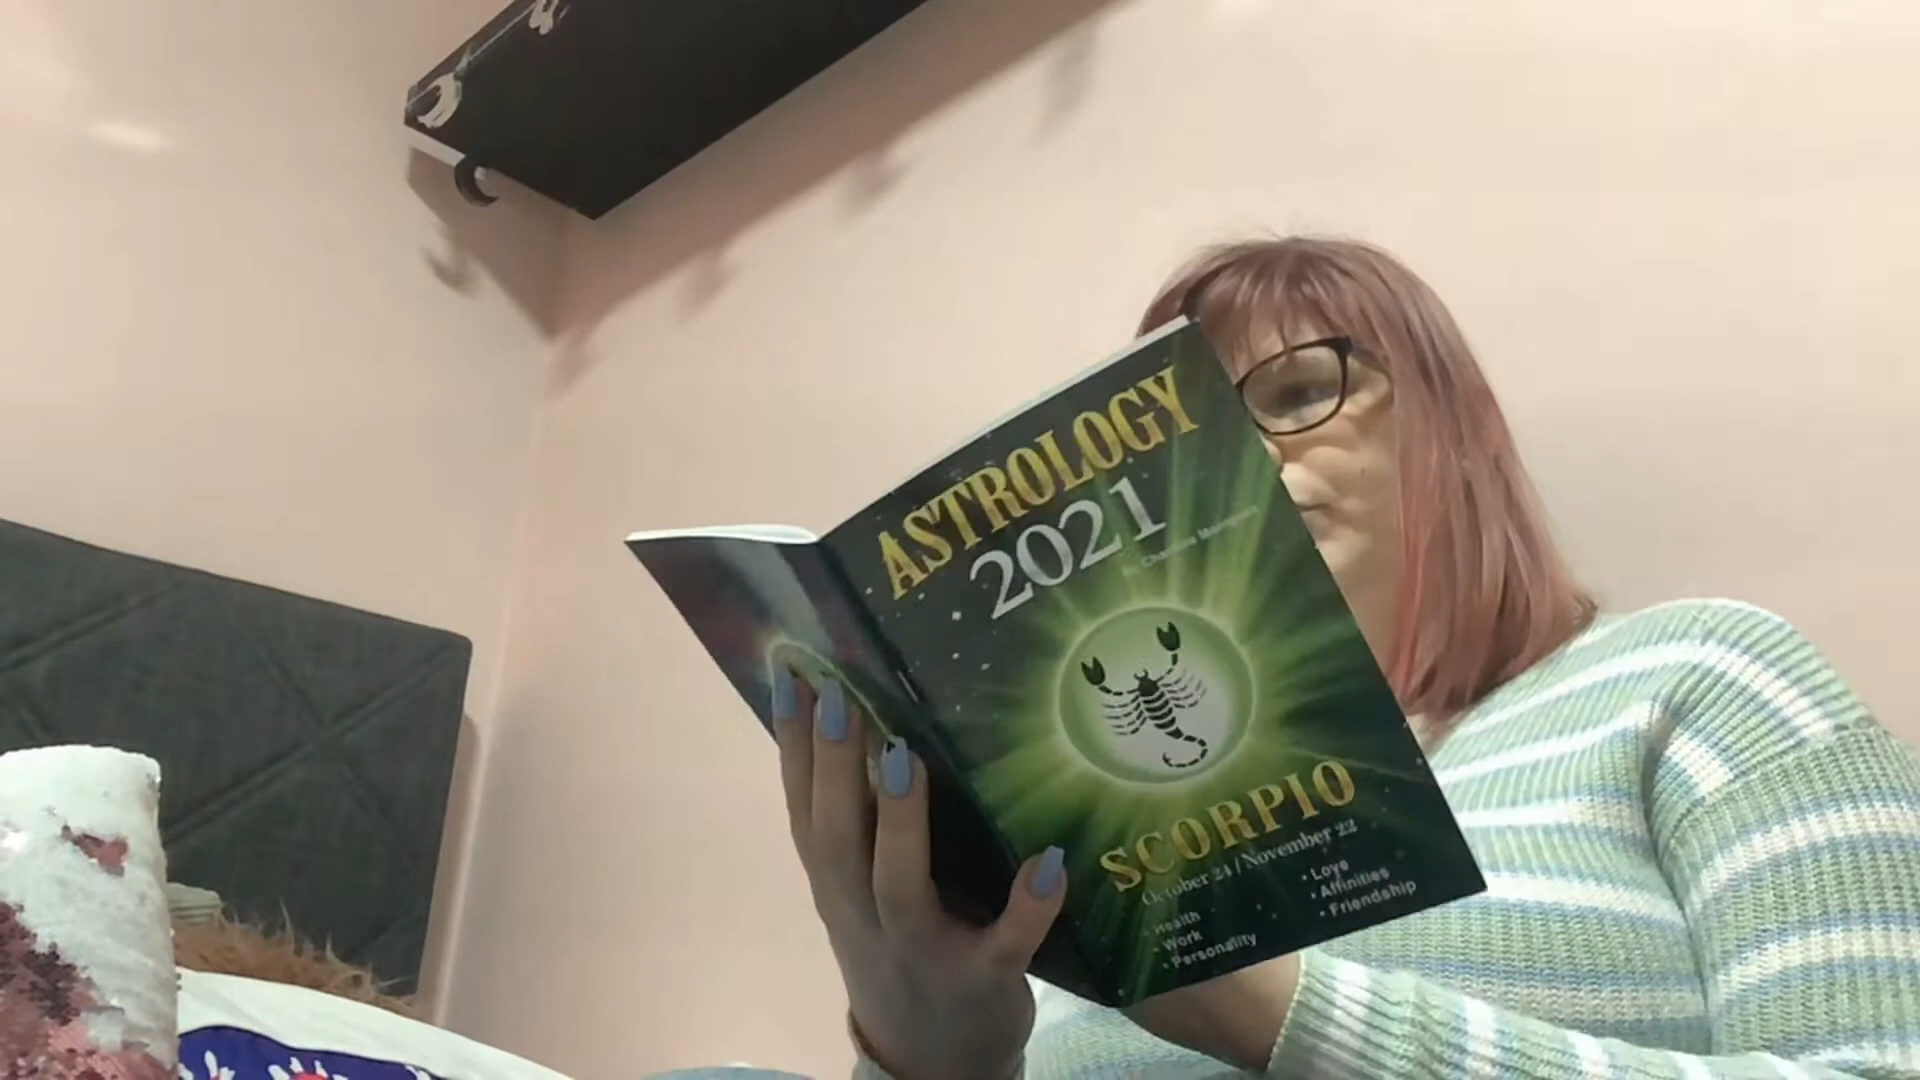 ASTROLOGY
2021
SCORPIO
October 24 / November 22
• Health
• Work
• Personality
• Love
• Affinities
• Friendship